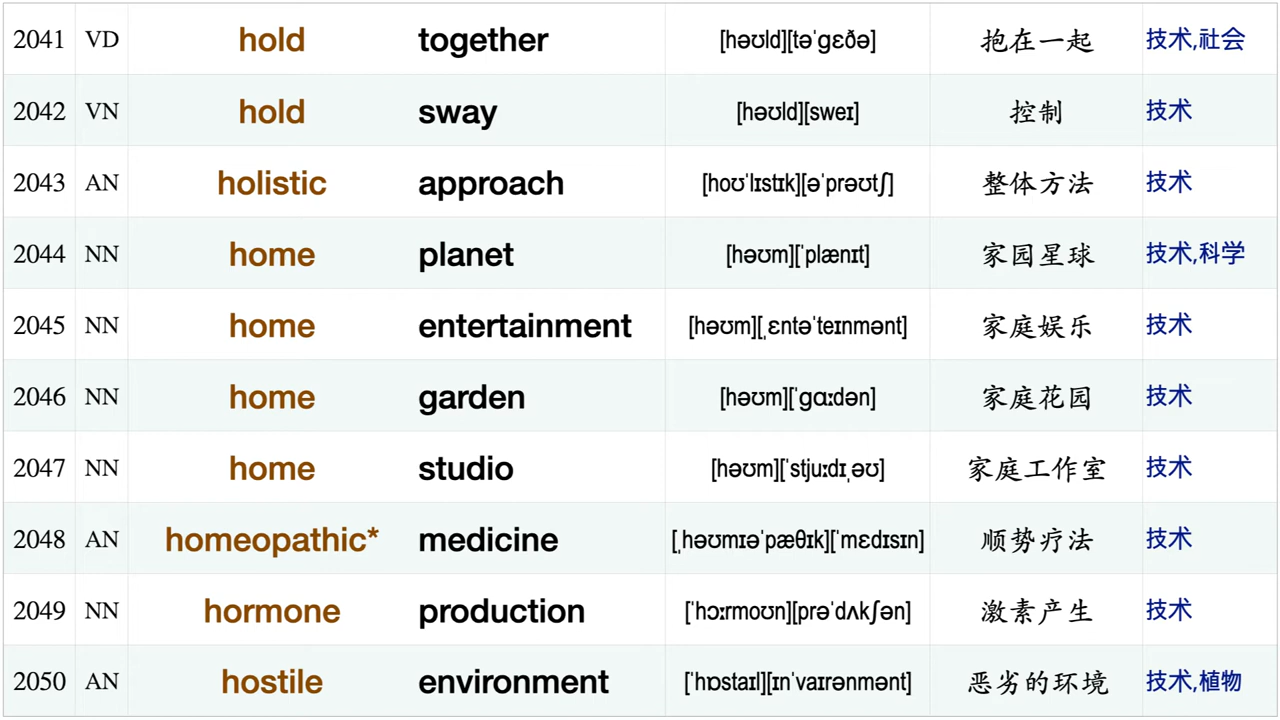 2041 VD hold together [həʊld][təˈɡɛðə] 抱在一起 技术,社会
2042 VN hold sway [həʊld][sweɪ] 控制 技术
2043 AN holistic approach [hoʊˈlɪstɪk][əˈprəʊtʃ] 整体方法 技术
2044 NN home planet [həʊm][ˈplænɪt] 家园星球 技术,科学
2045 NN home entertainment [həʊm][ˌɛntəˈteɪnmənt] 家庭娱乐 技术
2046 NN home garden [həʊm][ˈɡɑːdən] 家庭花园 技术
2047 NN home studio [həʊm][ˈstjuːdɪˌəʊ] 家庭工作室 技术
2048 AN homeopathic* medicine [ˌhəʊmɪəˈpæθɪk][ˈmɛdɪsɪn] 顺势疗法 技术
2049 NN hormone production [ˈhɔːrmoʊn][prəˈdʌkʃən] 激素产生 技术
2050 AN hostile environment [ˈhɒstaɪl][ɪnˈvaɪrənmənt] 恶劣的环境 技术,植物